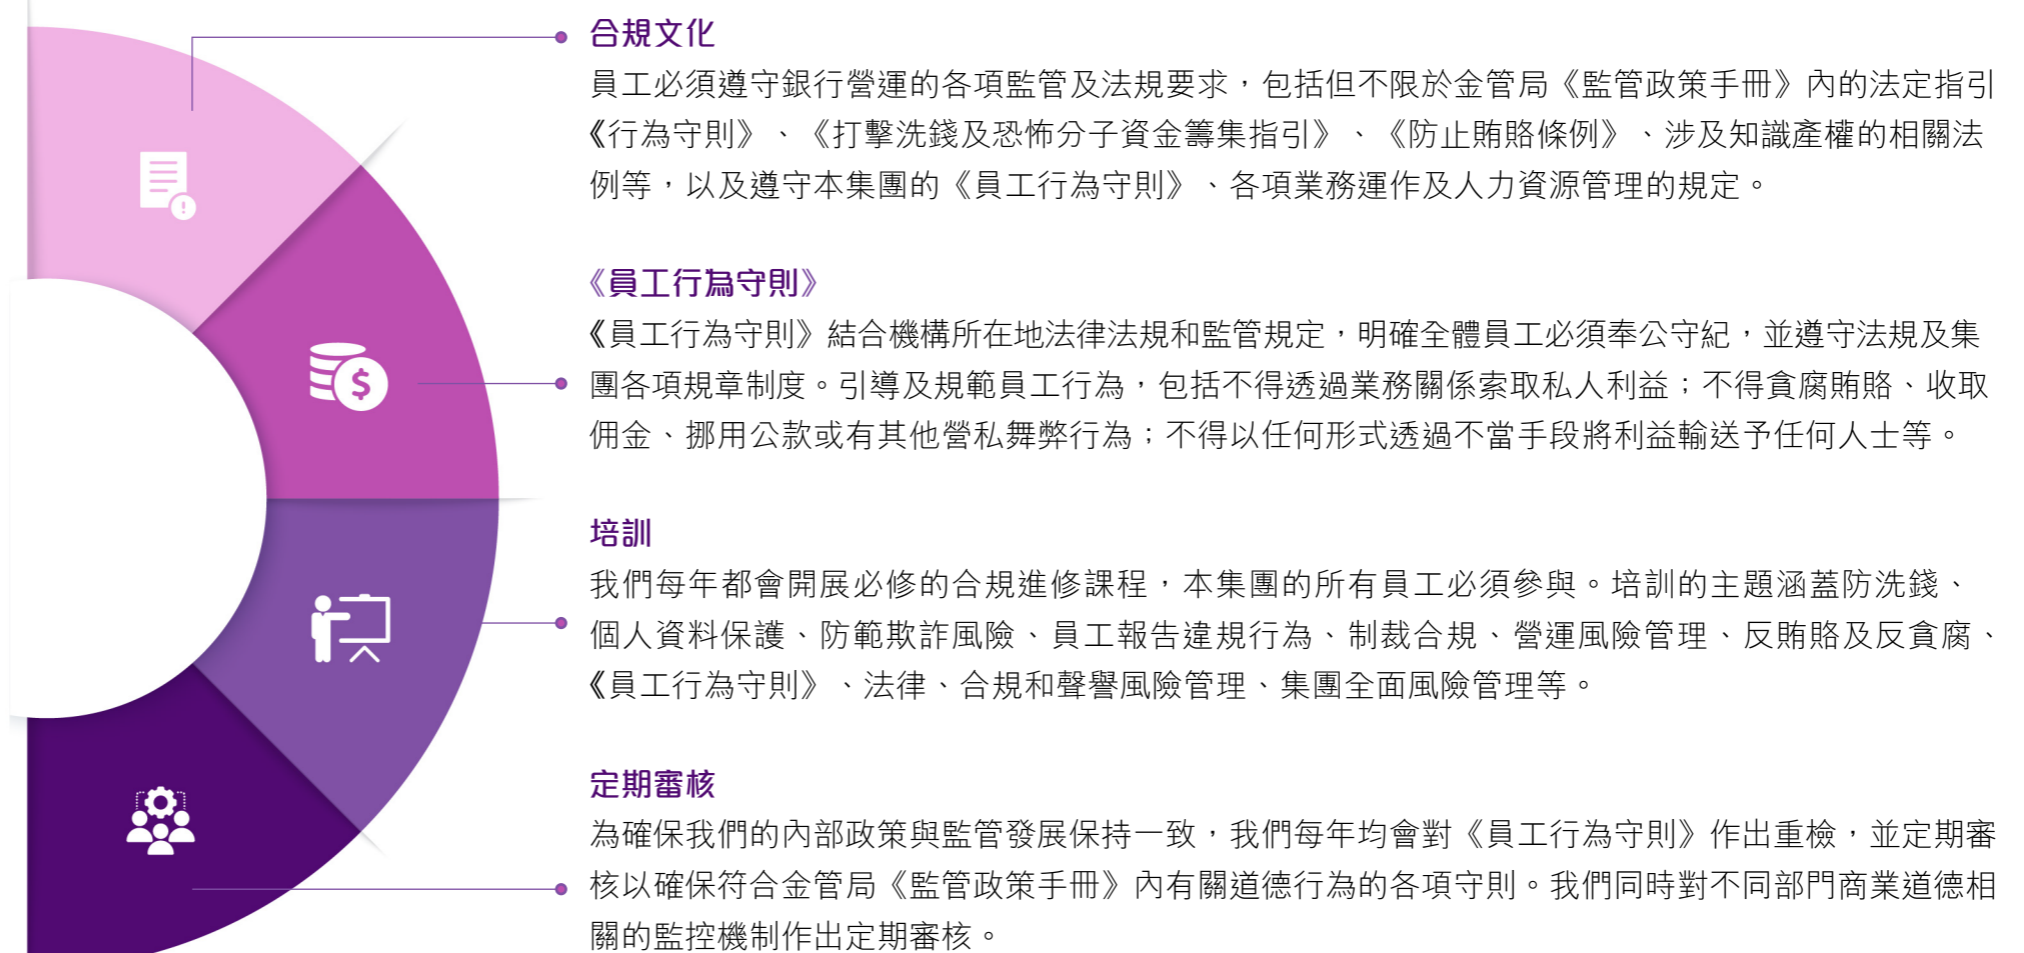 合規文化
員工必須遵守銀行營運的各項監管及法規要求，包括但不限於金管局《監管政策手冊》內的法定指引
《行為守則》、《打擊洗錢及恐怖分子資金籌集指引》、《防止賄賂條例》、涉及知識產權的相關法
例等，以及遵守本集團的《員工行為守則》、各項業務運作及人力資源管理的規定。
《員工行為守則》
《員工行為守則》結合機構所在地法律法規和監管規定，明確全體員工必須奉公守紀，並遵守法規及集
團各項規章制度。引導及規範員工行為，包括不得透過業務關係索取私人利益；不得貪腐賄賂、收取
佣金、挪用公款或有其他營私舞弊行為；不得以任何形式透過不當手段將利益輸送予任何人士等。
培訓
我們每年都會開展必修的合規進修課程，本集團的所有員工必須參與。培訓的主題涵蓋防洗錢、
個人資料保護、防範欺詐風險、員工報告違規行為、制裁合規、營運風險管理、反賄賂及反貪腐、
《員工行為守則》、法律、合規和聲譽風險管理、集團全面風險管理等。
定期審核
為確保我們的內部政策與監管發展保持一致，我們每年均會對《員工行為守則》作出重檢，並定期審
核以確保符合金管局《監管政策手冊》內有關道德行為的各項守則。我們同時對不同部門商業道德相
關的監控機制作出定期審核。